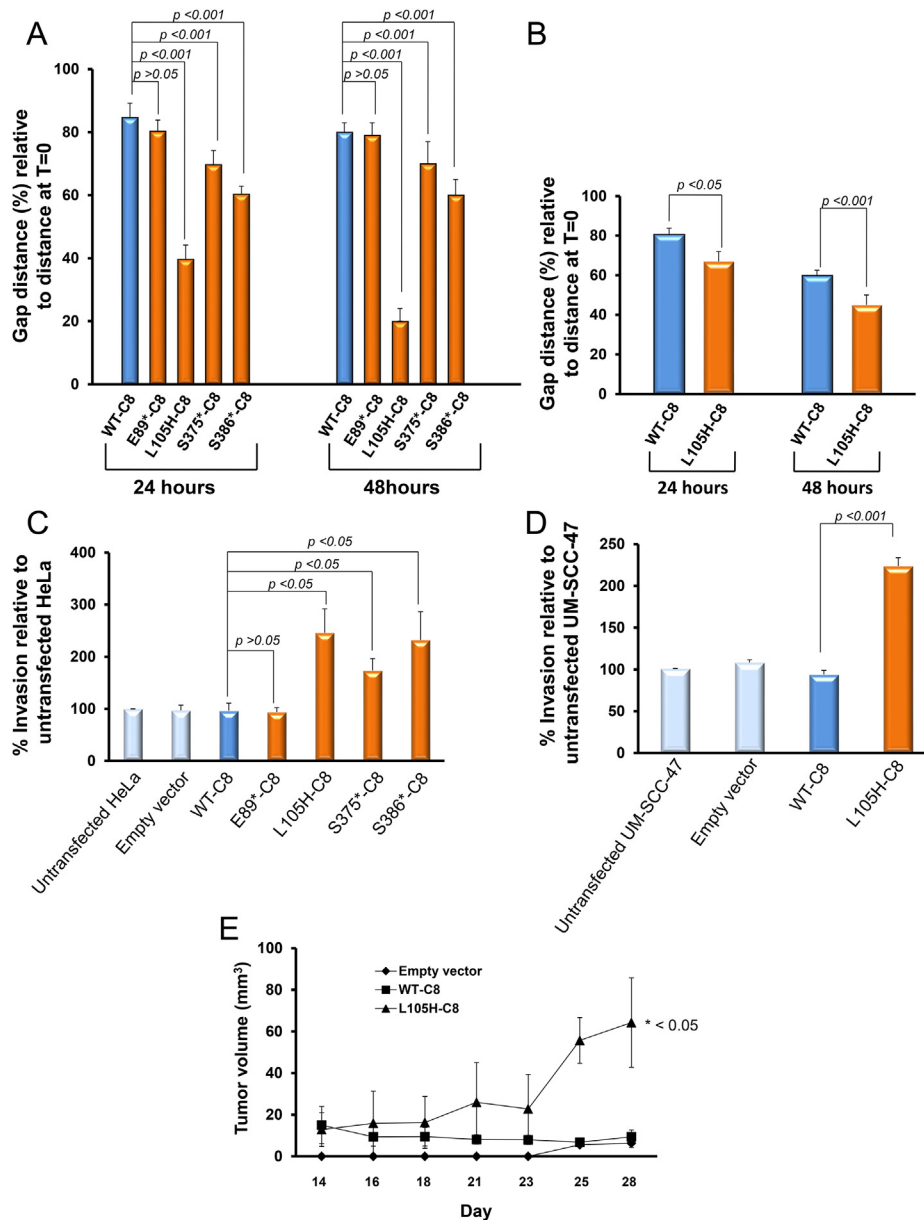 A
p <0.001
p <0.001
p <0.001
p >0.05
p <0.001
p <0.001
p <0.001
p >0.05
Gap distance (%) relative
to distance at T=0
100
80
60
40
20
0
WT-C8
E89*-C8
L105H-C8
S375*-C8
S386*-C8
24 hours
WT-C8
E89*-C8
L105H-C8
S375*-C8
S386*-C8
48hours
B
p <0.05
p <0.001
Gap distance (%) relative
to distance at T=0
100
80
60
40
20
0
WT-C8
L105H-C8
24 hours
WT-C8
L105H-C8
48 hours
C
p <0.05
p <0.05
p <0.05
p >0.05
% Invasion relative to
untransfected HeLa
400
300
200
100
0
Untransfected HeLa
Empty vector
WT-C8
E89*-C8
L105H-C8
S375*-C8
S386*-C8
D
p <0.001
% Invasion relative to
untransfected UM-SCC-47
250
200
150
100
50
0
Untransfected UM-SCC-47
Empty vector
WT-C8
L105H-C8
E
Tumor volume (mm³)
100
80
60
40
20
0
Empty vector
WT-C8
L105H-C8
* < 0.05
14
16
18
21
23
25
28
Day